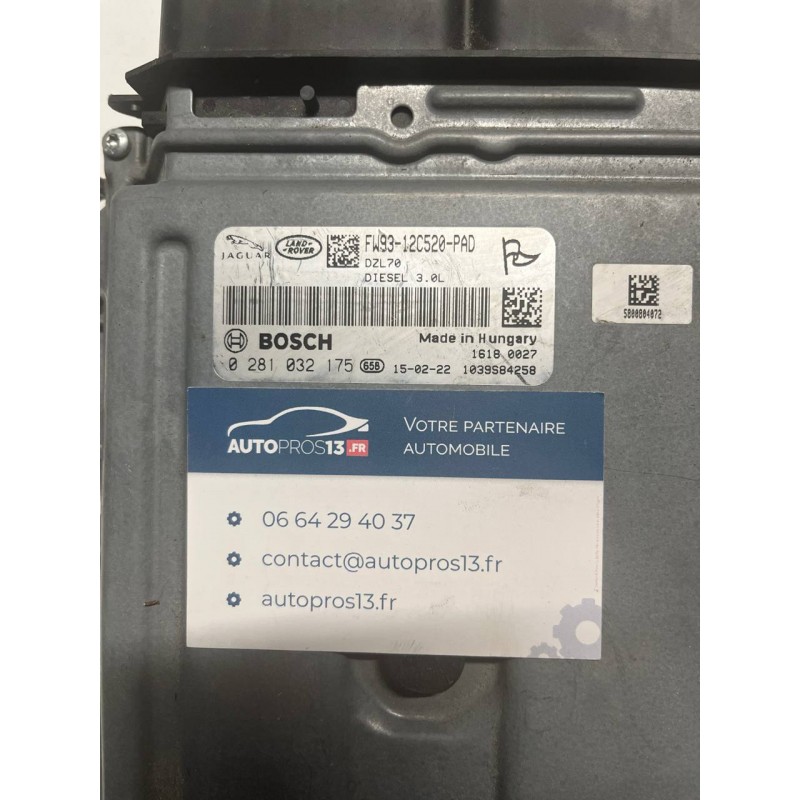 JAGUAR
LAND-
ROVER
FW93-12C520-PAD
DZL70
DIESEL 3.0L
BOSCH
Made in Hungary
1618 0027
0 281 032 175 658 15-02-22 1039S84258
S800804072
AUTOPROS13.FR
VOTRE PARTENAIRE
AUTOMOBILE
06 64 29 40 37
contact@autopros13.fr
autopros13.fr